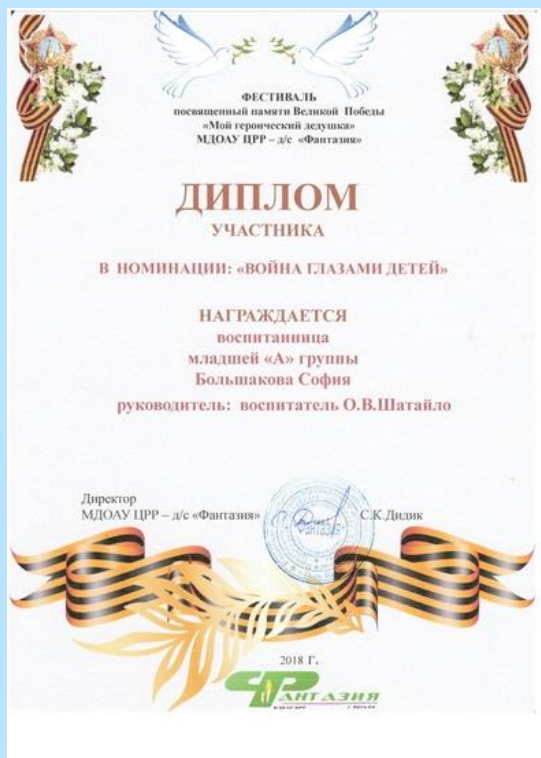 ФЕСТИВАЛЬ
посвященный памяти Великой Победы
«Мой героический дедушка»
МДОАУ ЦРР – д/с «Фантазия»
ДИПЛОМ
УЧАСТНИКА
В НОМИНАЦИИ: «ВОЙНА ГЛАЗАМИ ДЕТЕЙ»
НАГРАЖДАЕТСЯ
воспитанница
младшей «А» группы
Большакова София
руководитель: воспитатель О.В.Шатайло
Директор
МДОАУ ЦРР – д/с «Фантазия» С.К.Дидик
Фантазия
2018 Г.
ФАНТАЗИЯ